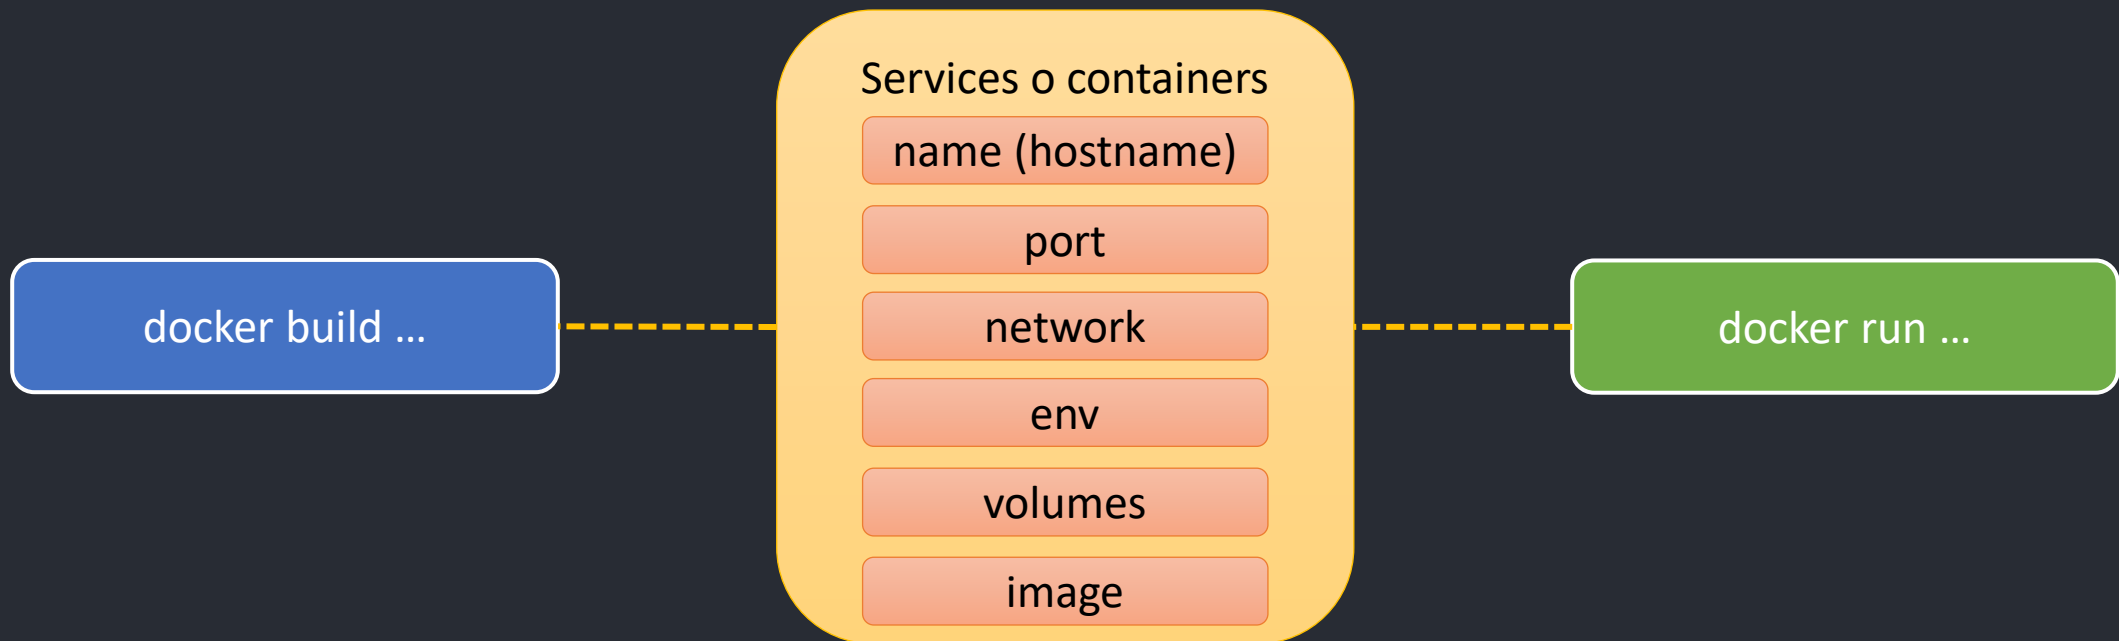 Services o containers
name (hostname)
port
docker build ...
network
docker run ...
env
volumes
image